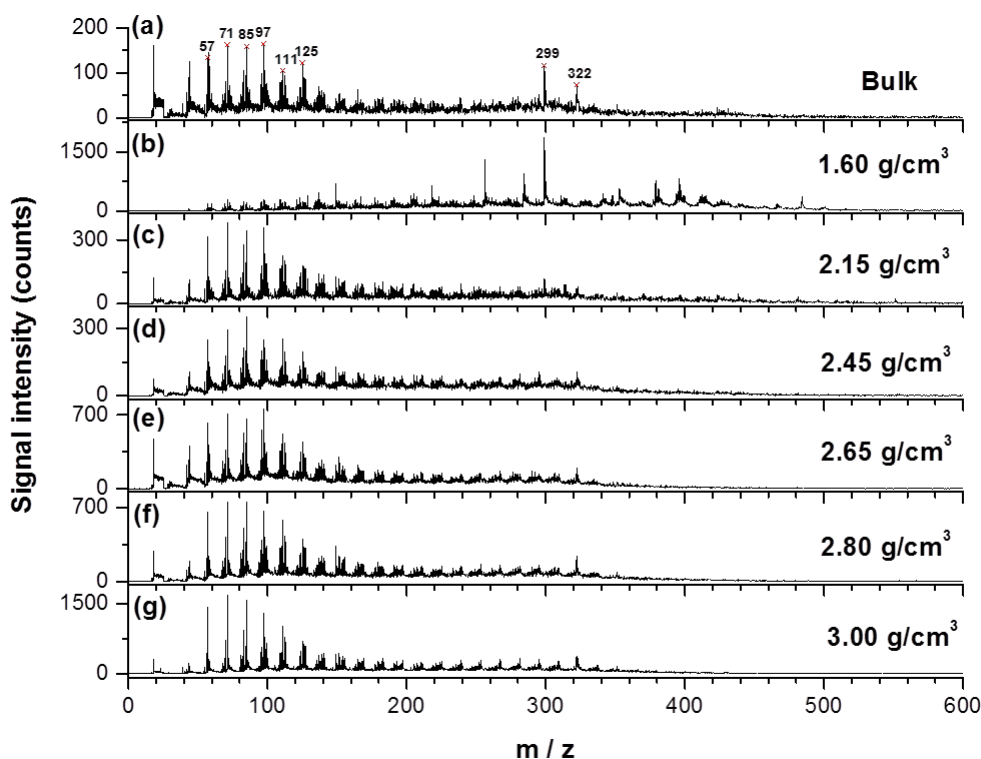 (a)
57
71
85
97
111
125
299
322
Bulk
200
100
0
(b)
1.60 g/cm³
1500
0
(c)
2.15 g/cm³
300
0
(d)
2.45 g/cm³
300
0
(e)
2.65 g/cm³
700
0
(f)
2.80 g/cm³
700
0
(g)
3.00 g/cm³
1500
0
0 100 200 300 400 500 600
Signal intensity (counts)
m / z